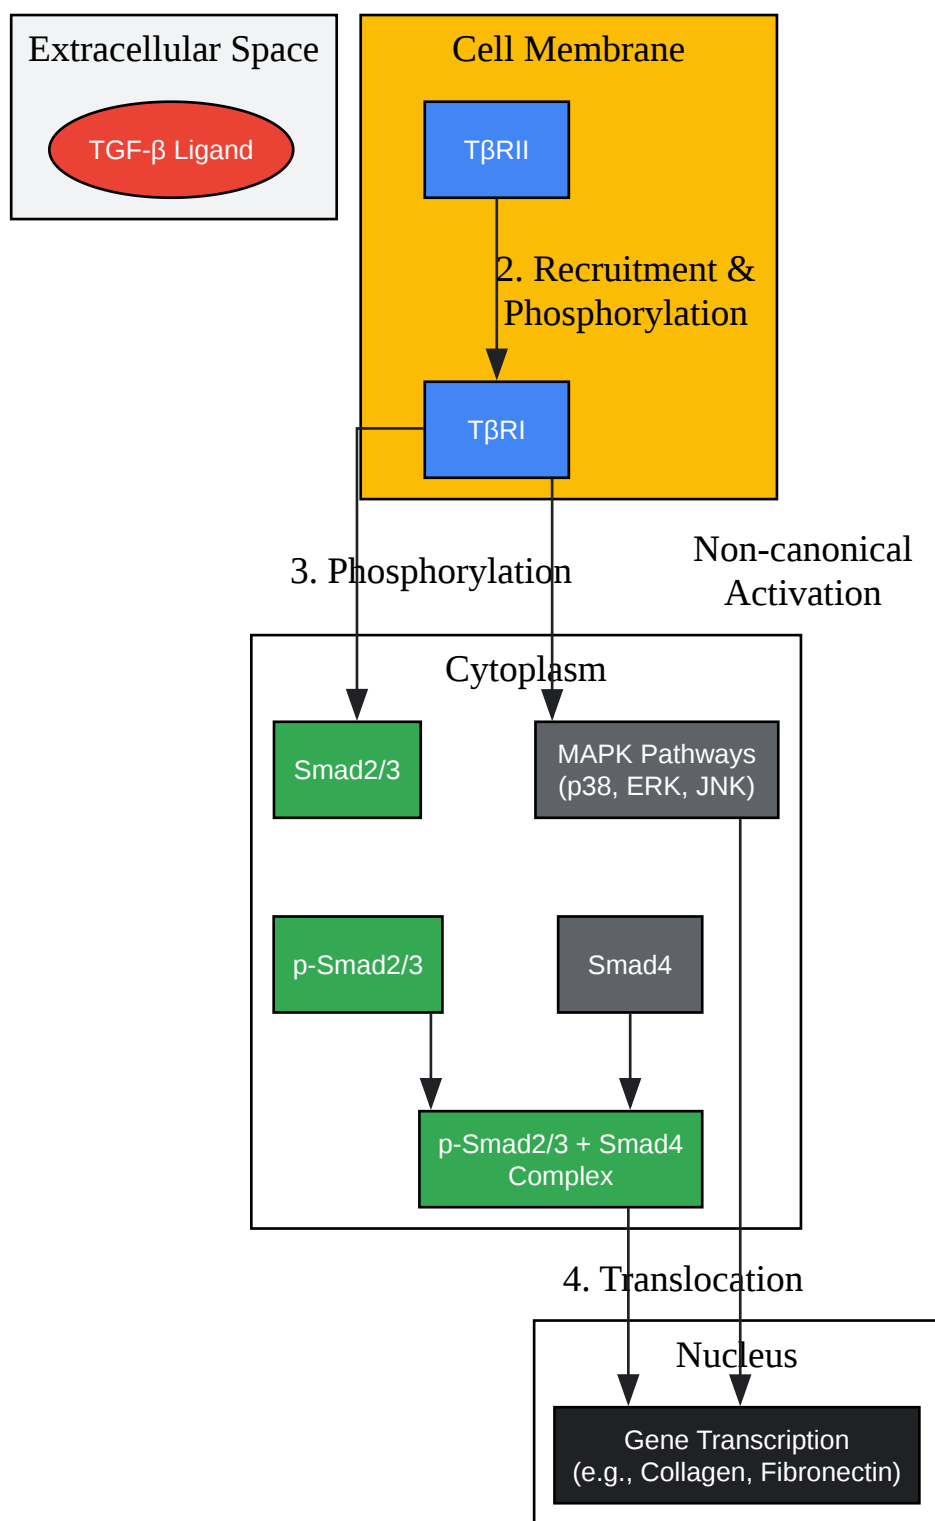 Extracellular Space
TGF-β Ligand
Cell Membrane
TβRII
2. Recruitment &
Phosphorylation
TβRI
3. Phosphorylation
Non-canonical
Activation
Cytoplasm
Smad2/3
MAPK Pathways
(p38, ERK, JNK)
p-Smad2/3
Smad4
p-Smad2/3 + Smad4
Complex
4. Translocation
Nucleus
Gene Transcription
(e.g., Collagen, Fibronectin)